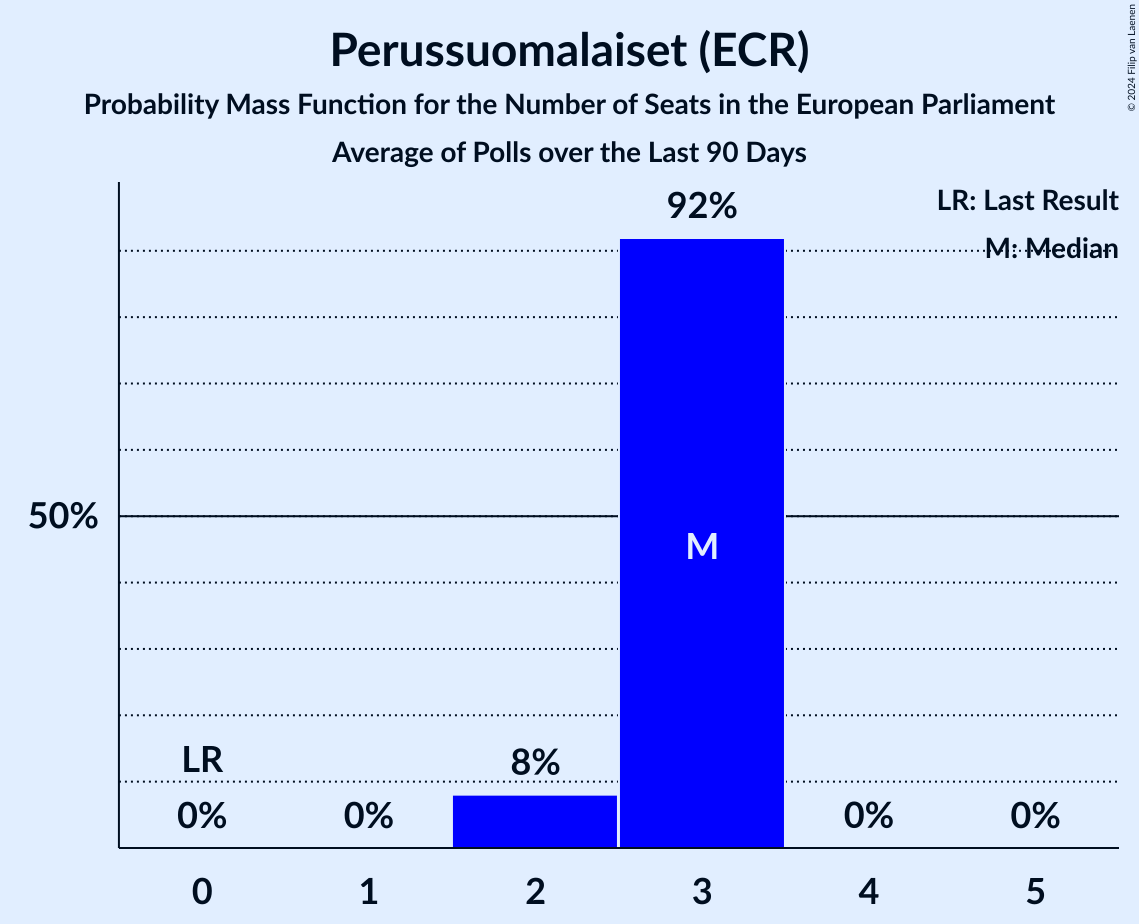 Perussuomalaiset (ECR)
Probability Mass Function for the Number of Seats in the European Parliament
Average of Polls over the Last 90 Days
© 2024 Filip van Laenen
LR: Last Result
M: Median
92%
50%
M
LR
8%
0%
0%
0%
0%
0
1
2
3
4
5